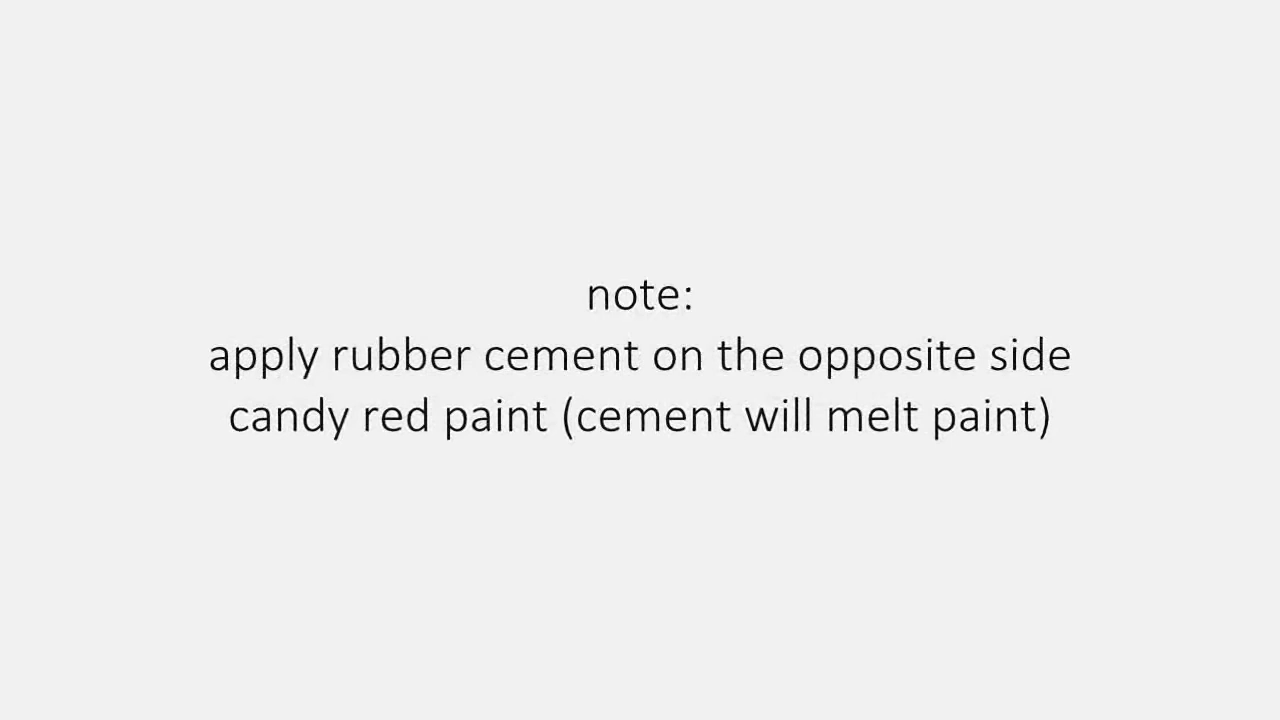 note:
apply rubber cement on the opposite side
candy red paint (cement will melt paint)